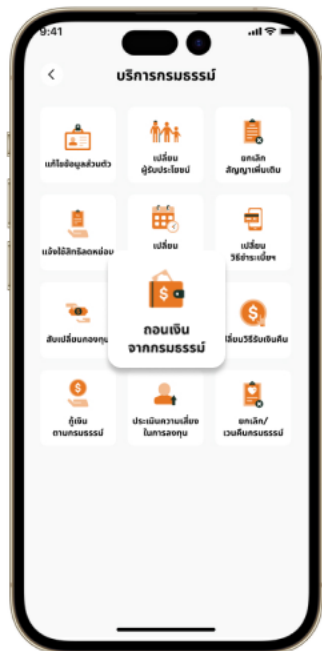 9:41
บริการกรมธรรม์
แก้ไขข้อมูลส่วนตัว
เปลี่ยน
ผู้รับประโยชน์
ยกเลิก
สัญญาเพิ่มเติม
แจ้งใช้สิทธิลดหย่อน
เปลี่ยน
เปลี่ยน
วิธีชำระเบี้ยฯ
สับเปลี่ยนกองทุน
ถอนเงิน
จากกรมธรรม์
เปลี่ยนวิธีรับเงินคืน
กู้เงิน
ตามกรมธรรม์
ประเมินความเสี่ยง
ในการลงทุน
ยกเลิก/
เวนคืนกรมธรรม์